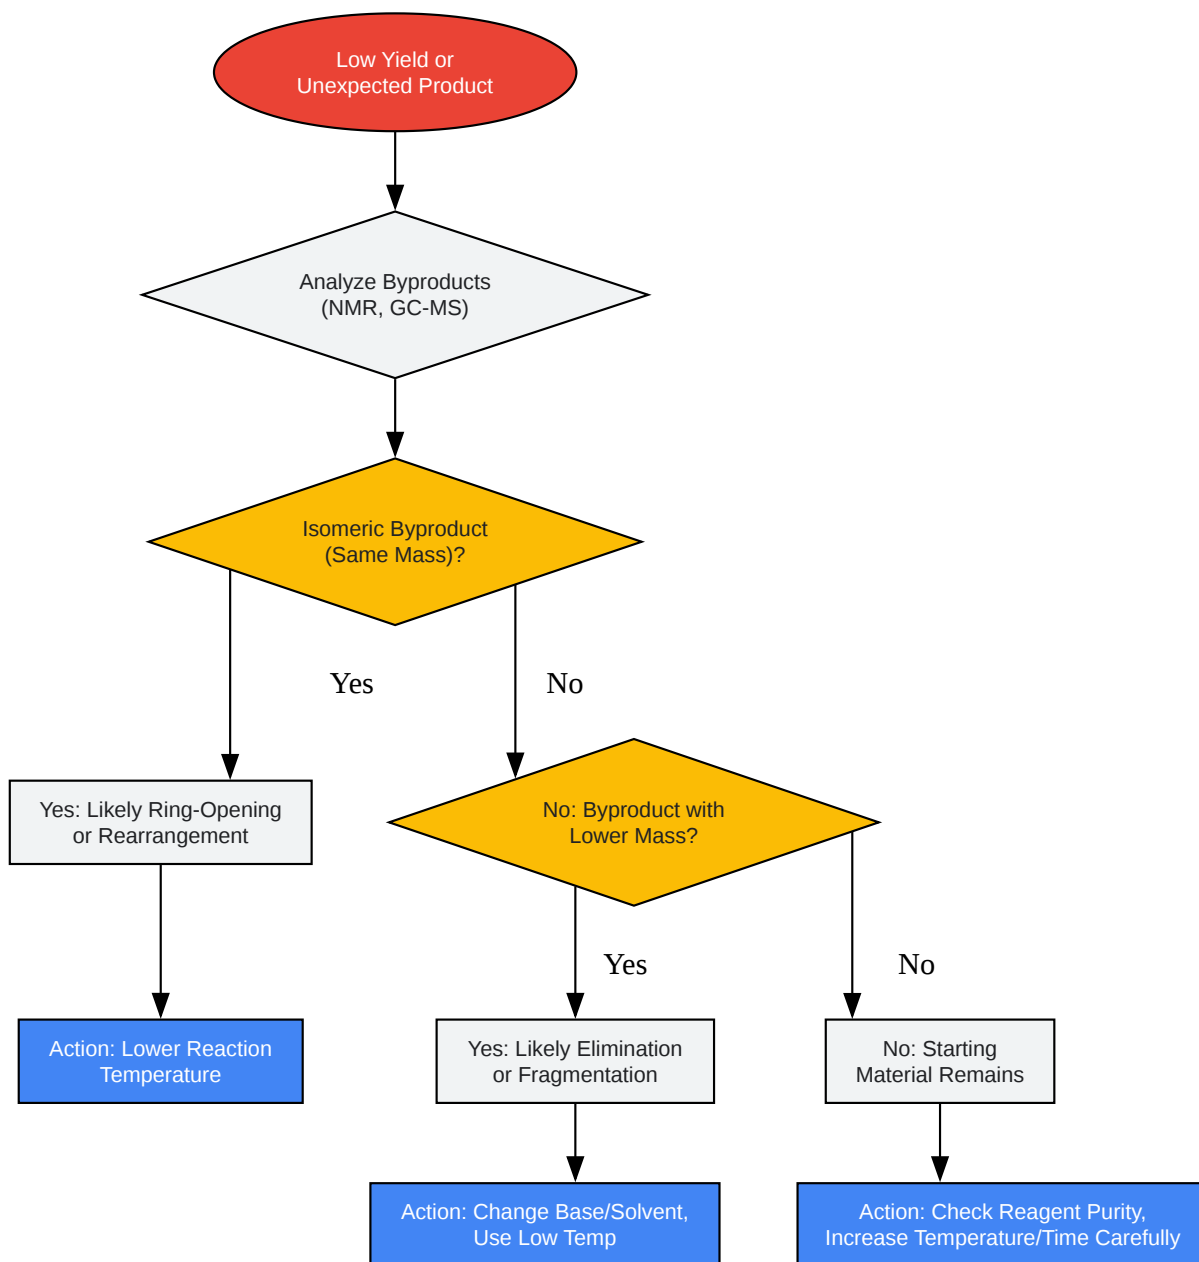 Low Yield or
Unexpected Product
Analyze Byproducts
(NMR, GC-MS)
Isomeric Byproduct
(Same Mass)?
Yes
No
Yes: Likely Ring-Opening
or Rearrangement
No: Byproduct with
Lower Mass?
Yes
No
Action: Lower Reaction
Temperature
Yes: Likely Elimination
or Fragmentation
No: Starting
Material Remains
Action: Change Base/Solvent,
Use Low Temp
Action: Check Reagent Purity,
Increase Temperature/Time Carefully